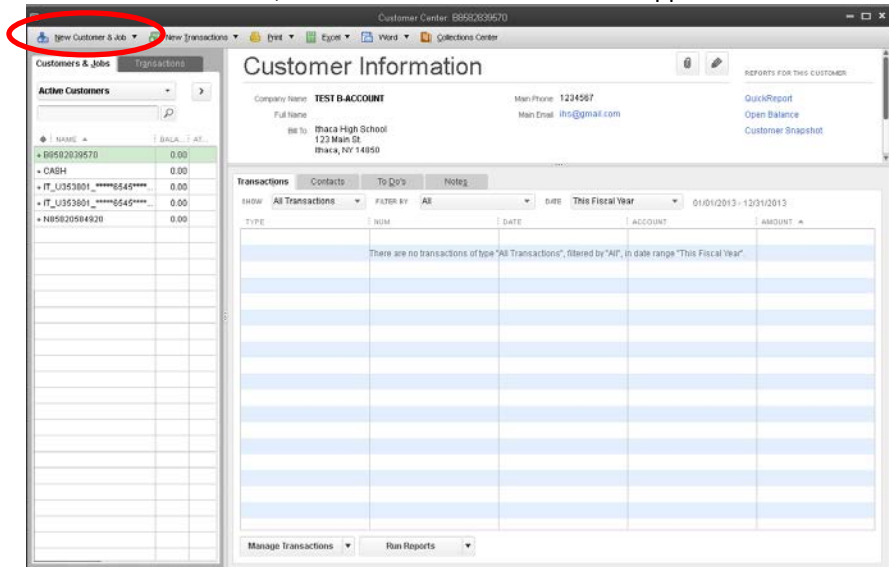 Customer Center: B8582839570
New Customer & Job New Transactions Print Excel Word Collections Center
Customers & Jobs Transactions
Active Customers
NAME BALA... AT...
B9582039570 0.00
CASH 0.00
IT_U353801_*****6545****... 0.00
IT_U353801_*****6545****... 0.00
N85820584920 0.00
Customer Information
REPORTS FOR THIS CUSTOMER
Company Name TEST B-ACCOUNT Main Phone 1234567 QuickReport
Full Name Main Email ihs@gmail.com Open Balance
Bill To Ithaca High School Customer Snapshot
123 Main St.
Ithaca, NY 14850
Transactions Contacts To Do's Notes
SHOW All Transactions FILTER BY All DATE This Fiscal Year 01/01/2013 - 12/31/2013
TYPE NUM DATE ACCOUNT AMOUNT
There are no transactions of type "All Transactions", filtered by "All", in date range "This Fiscal Year".
Manage Transactions Run Reports